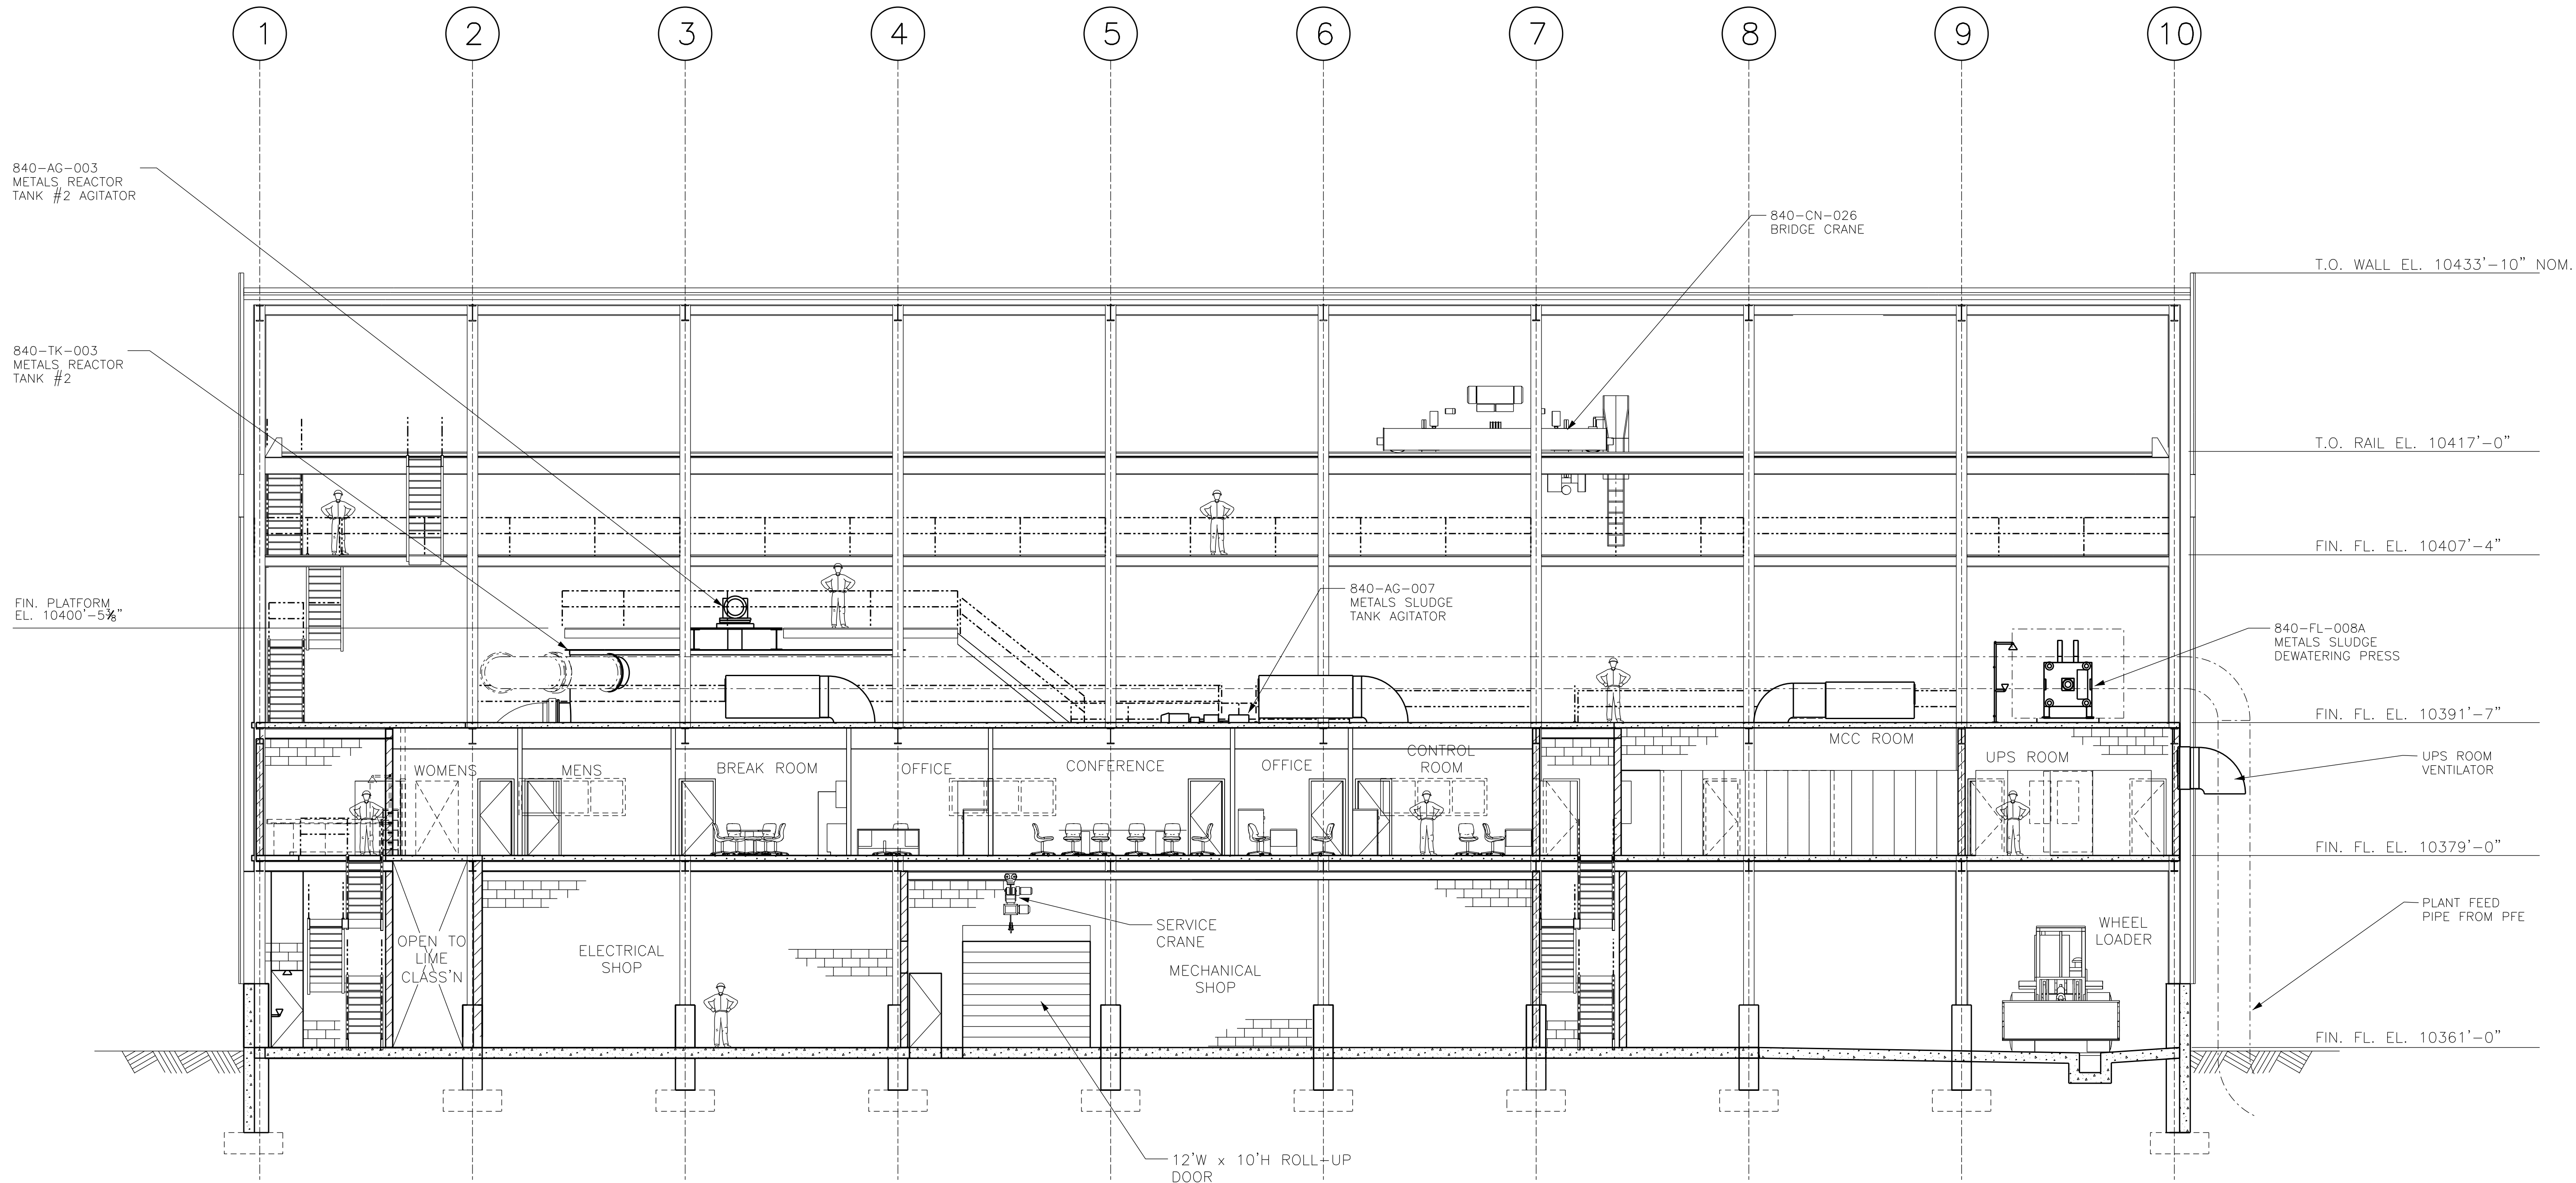 1 2 3 4 5 6 7 8 9 10
840-AG-003
METALS REACTOR
TANK #2 AGITATOR
840-CN-026
BRIDGE CRANE
T.O. WALL EL. 10433'-10" NOM.
840-TK-003
METALS REACTOR
TANK #2
T.O. RAIL EL. 10417'-0"
FIN. FL. EL. 10407'-4"
FIN. PLATFORM
EL. 10400'-5⅜"
840-AG-007
METALS SLUDGE
TANK AGITATOR
840-FL-008A
METALS SLUDGE
DEWATERING PRESS
FIN. FL. EL. 10391'-7"
WOMENS
MENS
BREAK ROOM
OFFICE
CONFERENCE
OFFICE
CONTROL
ROOM
MCC ROOM
UPS ROOM
UPS ROOM
VENTILATOR
FIN. FL. EL. 10379'-0"
OPEN TO
LIME
CLASS'N
ELECTRICAL
SHOP
SERVICE
CRANE
MECHANICAL
SHOP
WHEEL
LOADER
PLANT FEED
PIPE FROM PFE
FIN. FL. EL. 10361'-0"
12'W x 10'H ROLL-UP
DOOR